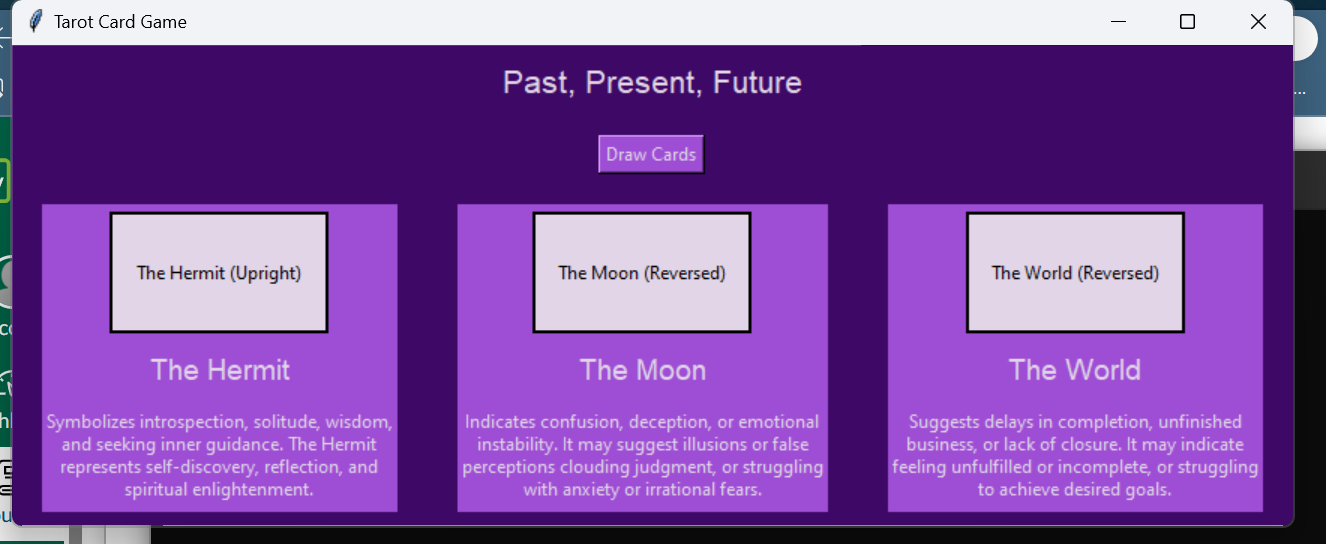 Tarot Card Game
Past, Present, Future
Draw Cards
The Hermit (Upright)
The Hermit
Symbolizes introspection, solitude, wisdom,
and seeking inner guidance. The Hermit
represents self-discovery, reflection, and
spiritual enlightenment.
The Moon (Reversed)
The Moon
Indicates confusion, deception, or emotional
instability. It may suggest illusions or false
perceptions clouding judgment, or struggling
with anxiety or irrational fears.
The World (Reversed)
The World
Suggests delays in completion, unfinished
business, or lack of closure. It may indicate
feeling unfulfilled or incomplete, or struggling
to achieve desired goals.